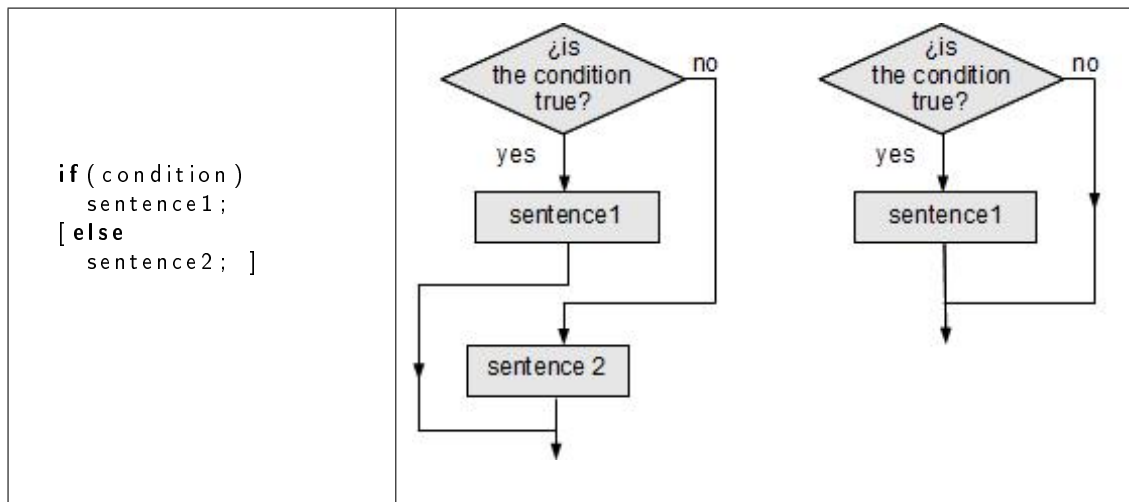 if(condition)
sentence1;
[else
sentence2; ]
¿is
the condition
true?
no
yes
sentence1
sentence 2
¿is
the condition
true?
no
yes
sentence1